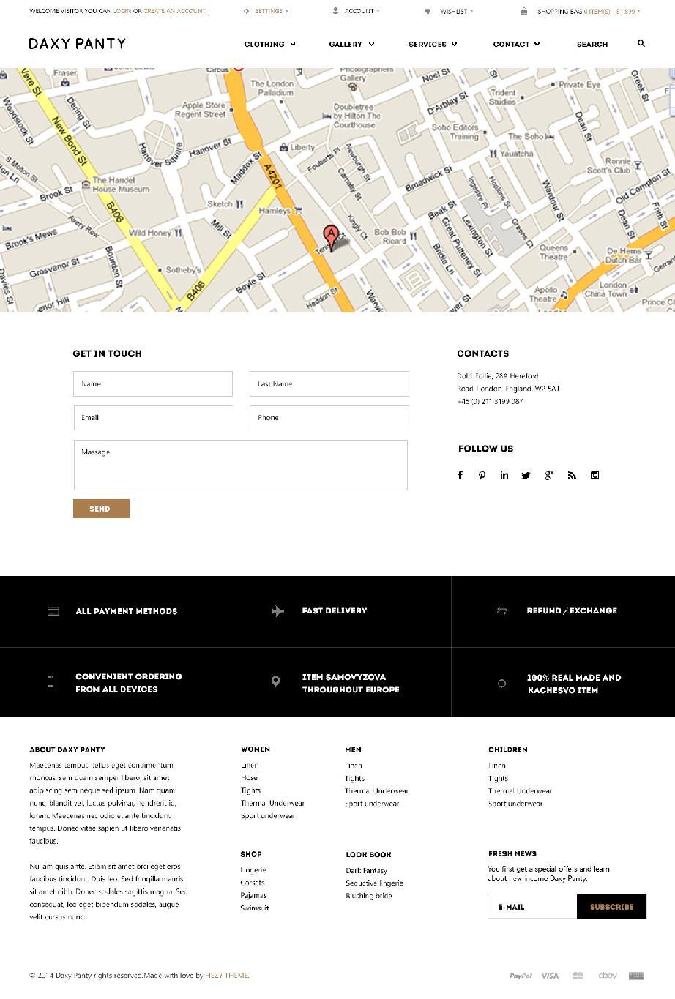 WELCOME VISITOR YOU CAN LOGIN OR CREATE AN ACCOUNT.
SETTINGS
ACCOUNT
WISHLIST
SHOPPING BAG 0 ITEM(S) - $1 899
DAXY PANTY
CLOTHING
GALLERY
SERVICES
CONTACT
SEARCH
Vere St
Fraser
Circus
Photographers
Gallery
Noel St
Private Eye
Greek St
Woodstock St
Dering St
The London
Palladium
D'Arblay St
Trident
Studios
Apple Store
Regent Street
Doubletree
by Hilton The
Courthouse
Dean St
New Bond St
Soho Editors
Training
The Soho
Hanover Square
Hanover St
Liberty
Yauatcha
S Molton St
Maddox St
Fouberts Pl
Newburgh St
Ronnie
Scott's Club
The Handel
House Museum
A4201
Carnaby St
Broadwick St
Ingestre Pl
Hopkins St
Wardour St
Old Compton St
Brook St
B406
Sketch
Hamleys
Beak St
Frith St
Avery Row
Mill St
Kingly Ct
Lexington St
Great Pulteney St
Greens Ct
Dean St
Brook's Mews
Wild Honey
A
Bob Bob
Ricard
Bridle Ln
Queens
Theatre
De Hems
Dutch Bar
Grosvenor St
Bourdon St
Sotheby's
Davies St
B406
Boyle St
Heddon St
Apollo
Theatre
London
China Town
Prince C
GET IN TOUCH
Name
Last Name
Email
Phone
Massage
SEND
CONTACTS
Dolci Follie, 28A Hereford
Road, London, England, W2 5AJ
+45 (0) 211 3199 087
FOLLOW US
ALL PAYMENT METHODS
FAST DELIVERY
REFUND / EXCHANGE
CONVENIENT ORDERING
FROM ALL DEVICES
ITEM SAMOVYZOVA
THROUGHOUT EUROPE
100% REAL MADE AND
KACHESVO ITEM
ABOUT DAXY PANTY
Maecenas tempus, tellus eget condimentum
rhoncus, sem quam semper libero, sit amet
adipiscing sem neque sed ipsum. Nam quam
nunc, blandit vel, luctus pulvinar, hendrerit id,
lorem. Maecenas nec odio et ante tincidunt
tempus. Donec vitae sapien ut libero venenatis
faucibus.
Nullam quis ante. Etiam sit amet orci eget eros
faucibus tincidunt. Duis leo. Sed fringilla mauris
sit amet nibh. Donec sodales sagittis magna. Sed
consequat, leo eget bibendum sodales, augue
velit cursus nunc.
WOMEN
Linen
Hose
Tights
Thermal Underwear
Sport underwear
MEN
Linen
Tights
Thermal Underwear
Sport underwear
CHILDREN
Linen
Tights
Thermal Underwear
Sport underwear
SHOP
Lingerie
Corsets
Pajamas
Swimsuit
LOOK BOOK
Dark Fantasy
Seductive lingerie
Blushing bride
FRESH NEWS
You first get a special offers and learn
about new income Daxy Panty.
E-MAIL
SUBSCRIBE
© 2014 Daxy Panty rights reserved.Made with love by HEZY THEME.
PayPal
VISA
ebay